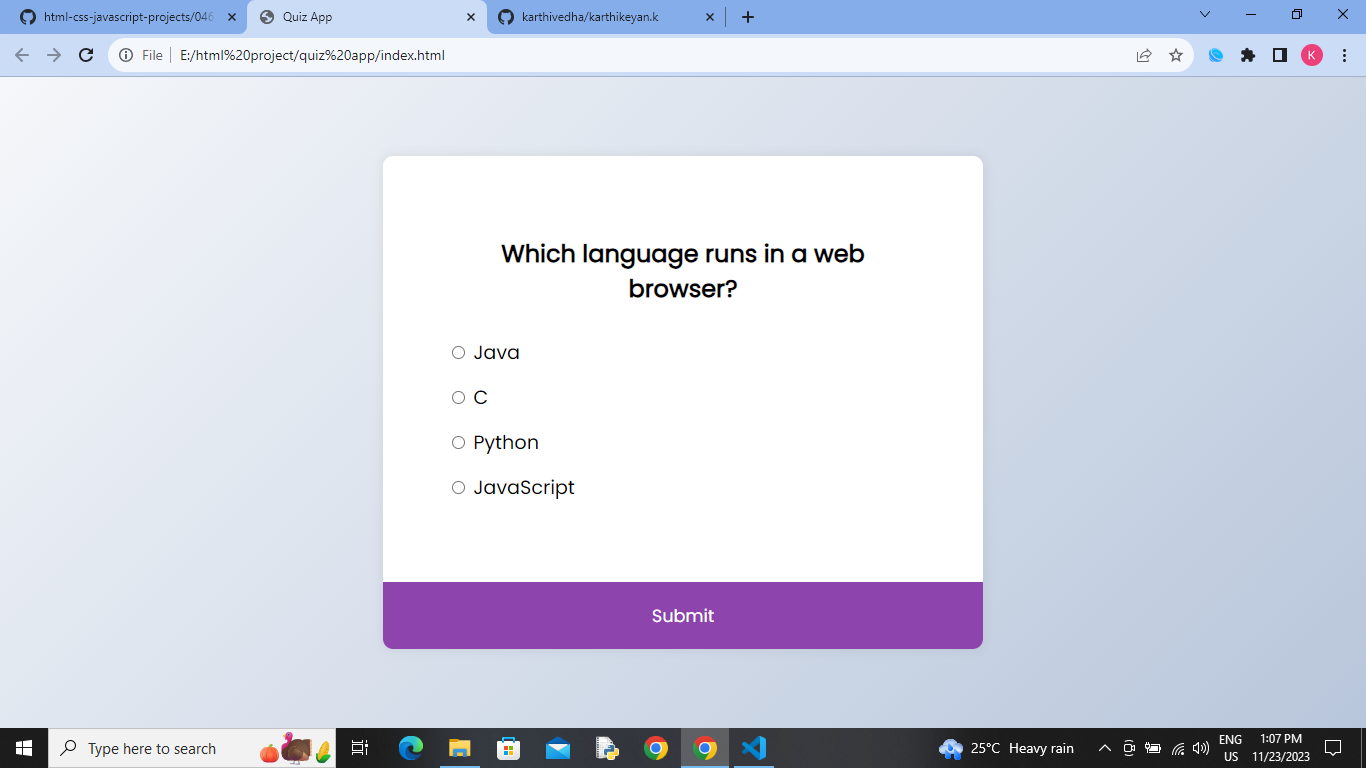 html-css-javascript-projects/046
Quiz App
karthivedha/karthikeyan.k
File
E:/html%20project/quiz%20app/index.html
K
Which language runs in a web
browser?
Java
C
Python
JavaScript
Submit
Type here to search
25°C Heavy rain
ENG
US
1:07 PM
11/23/2023